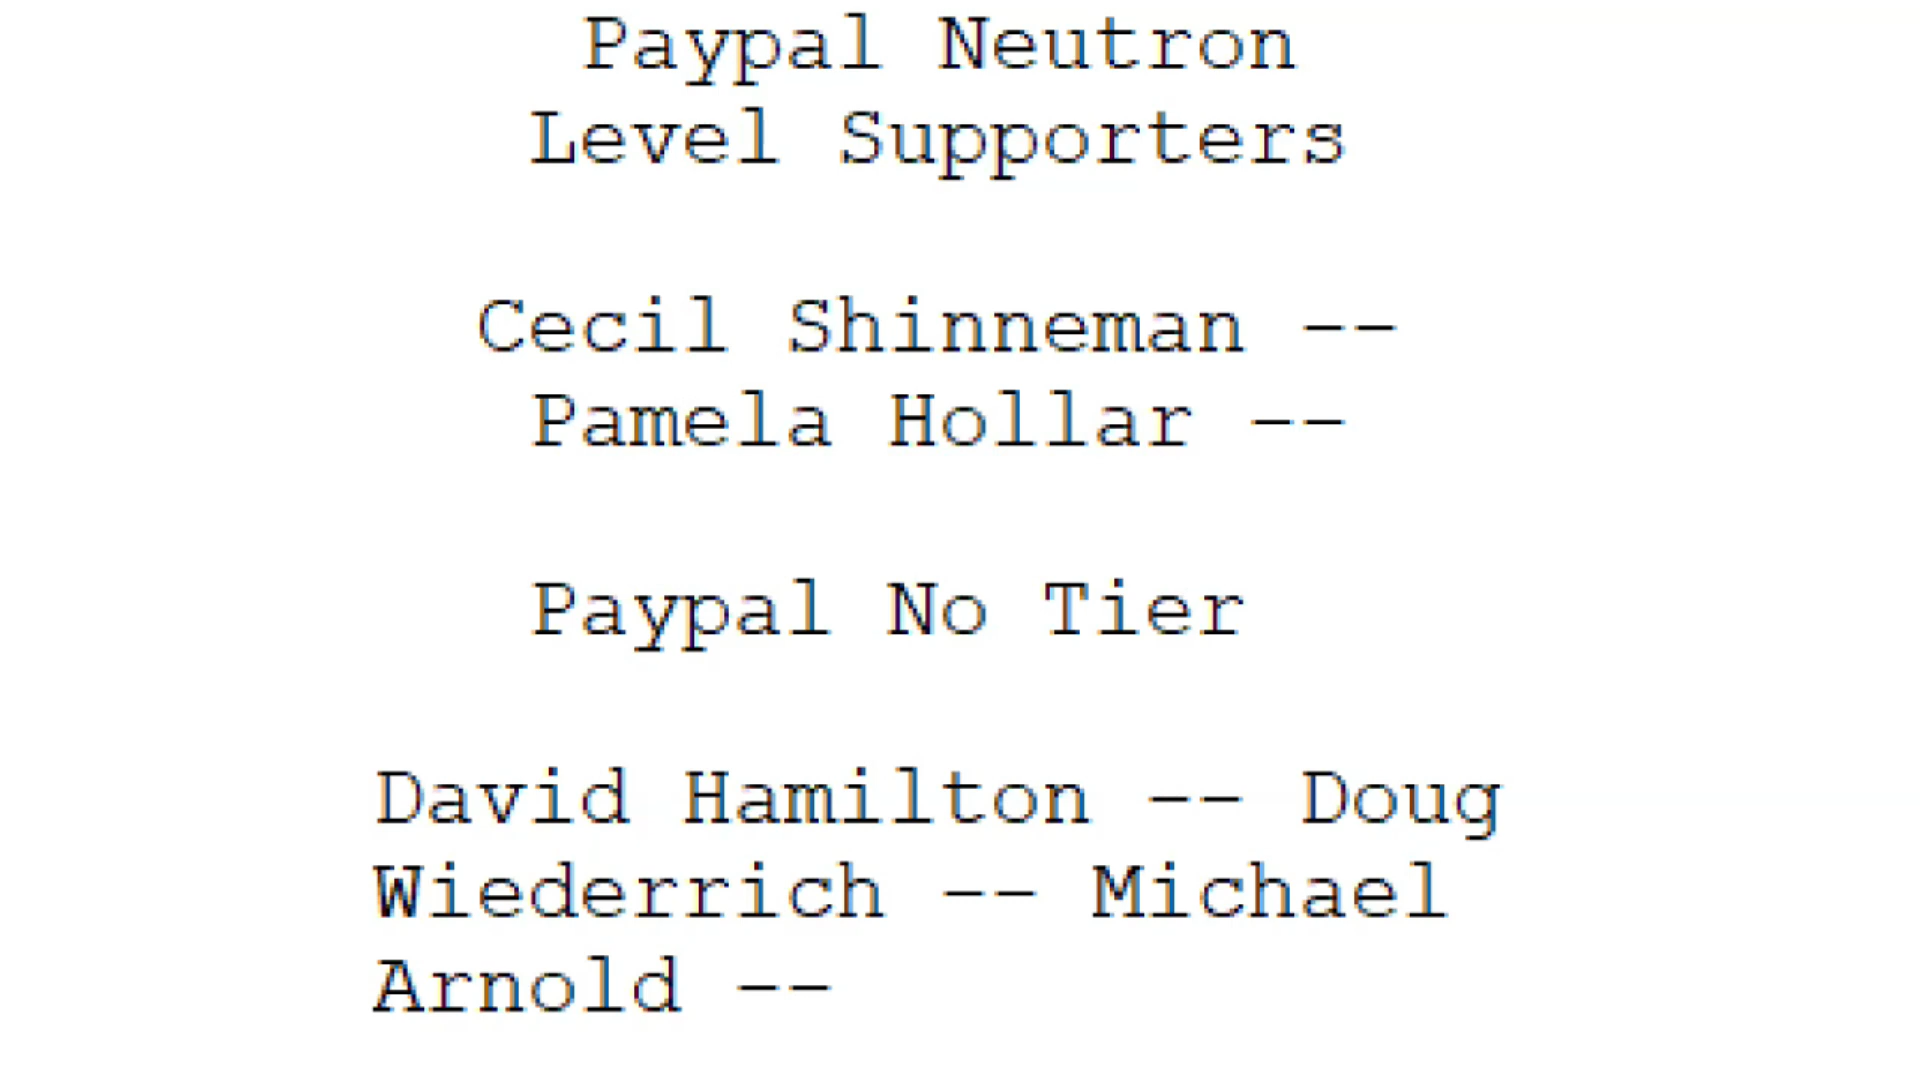 Paypal Neutron
Level Supporters
Cecil Shinneman --
Pamela Hollar --
Paypal No Tier
David Hamilton -- Doug
Wiederrich -- Michael
Arnold --